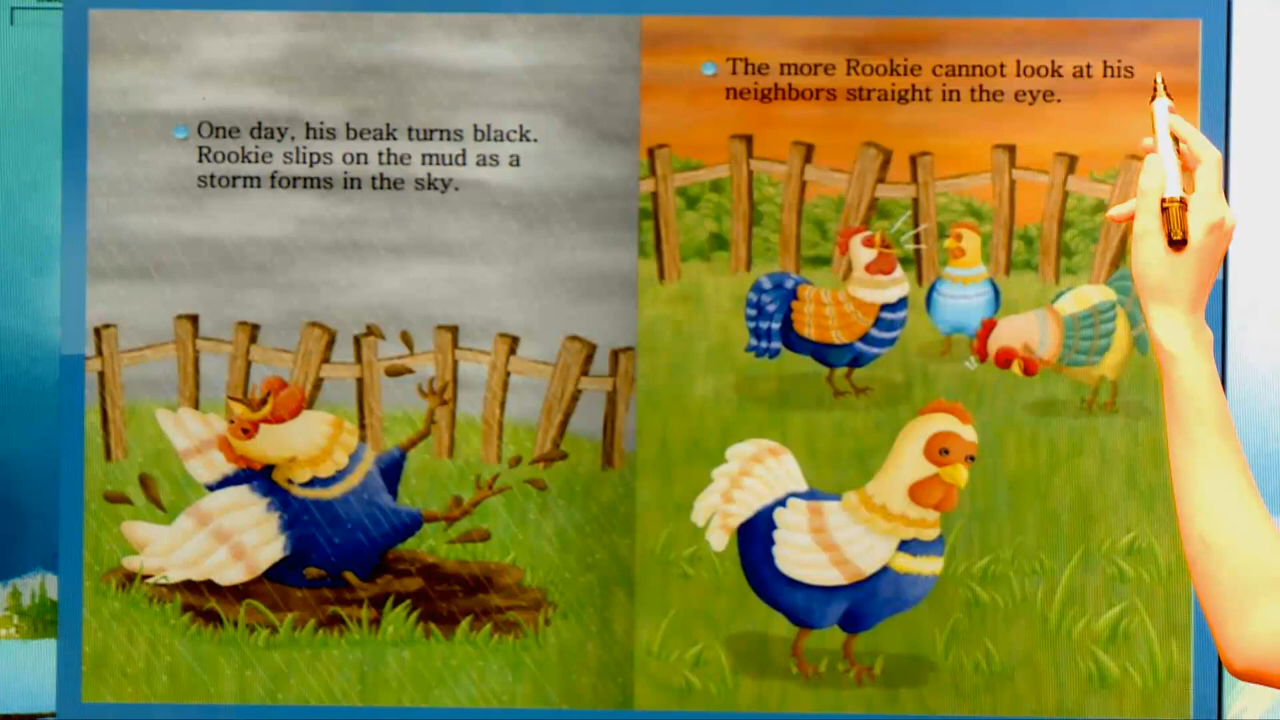 One day, his beak turns black.
Rookie slips on the mud as a
storm forms in the sky.
The more Rookie cannot look at his
neighbors straight in the eye.